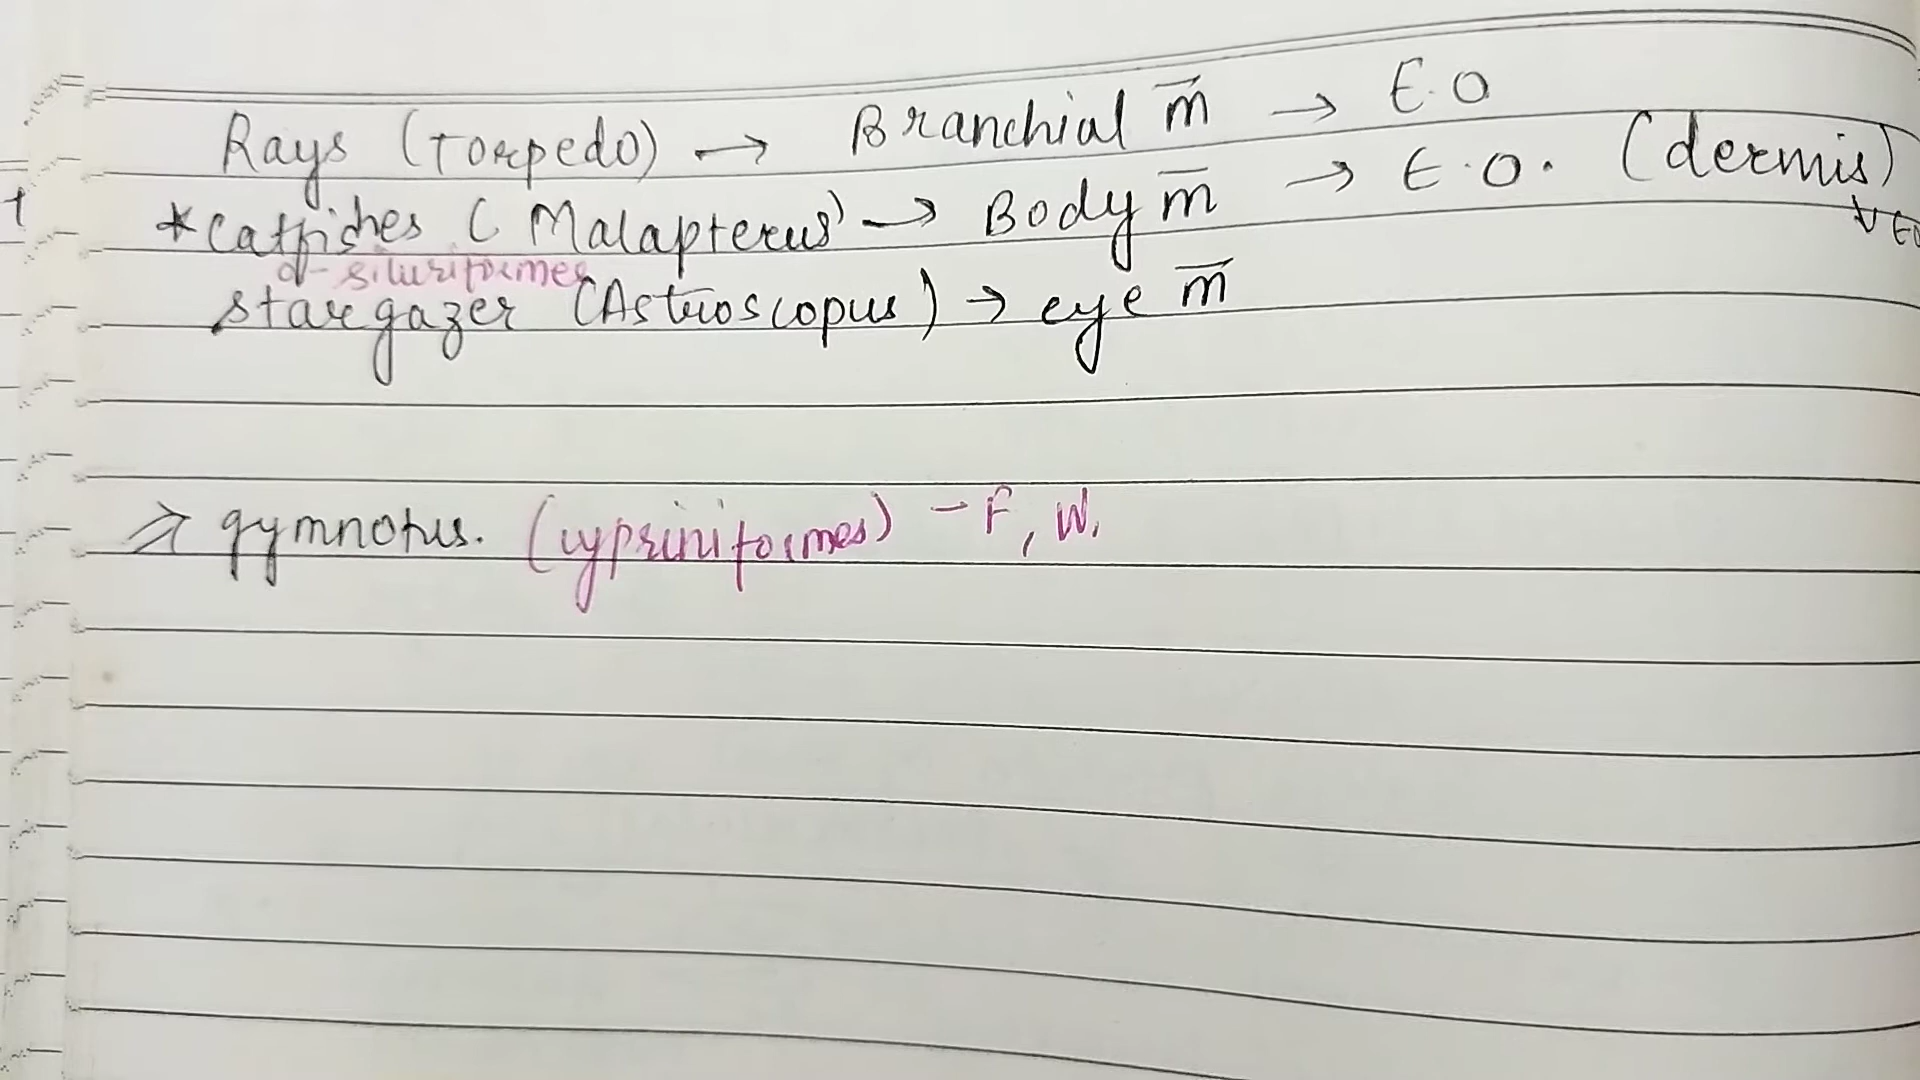 Rays (Torpedo) → Branchial m̅ → E.O
*Catfishes (Malapterus) → Body m̅ → E.O. (dermis)
o- siluriformes
stargazer (Astroscopus) → eye m̅
⇒ gymnotus. (cypriniformes) - F, W.